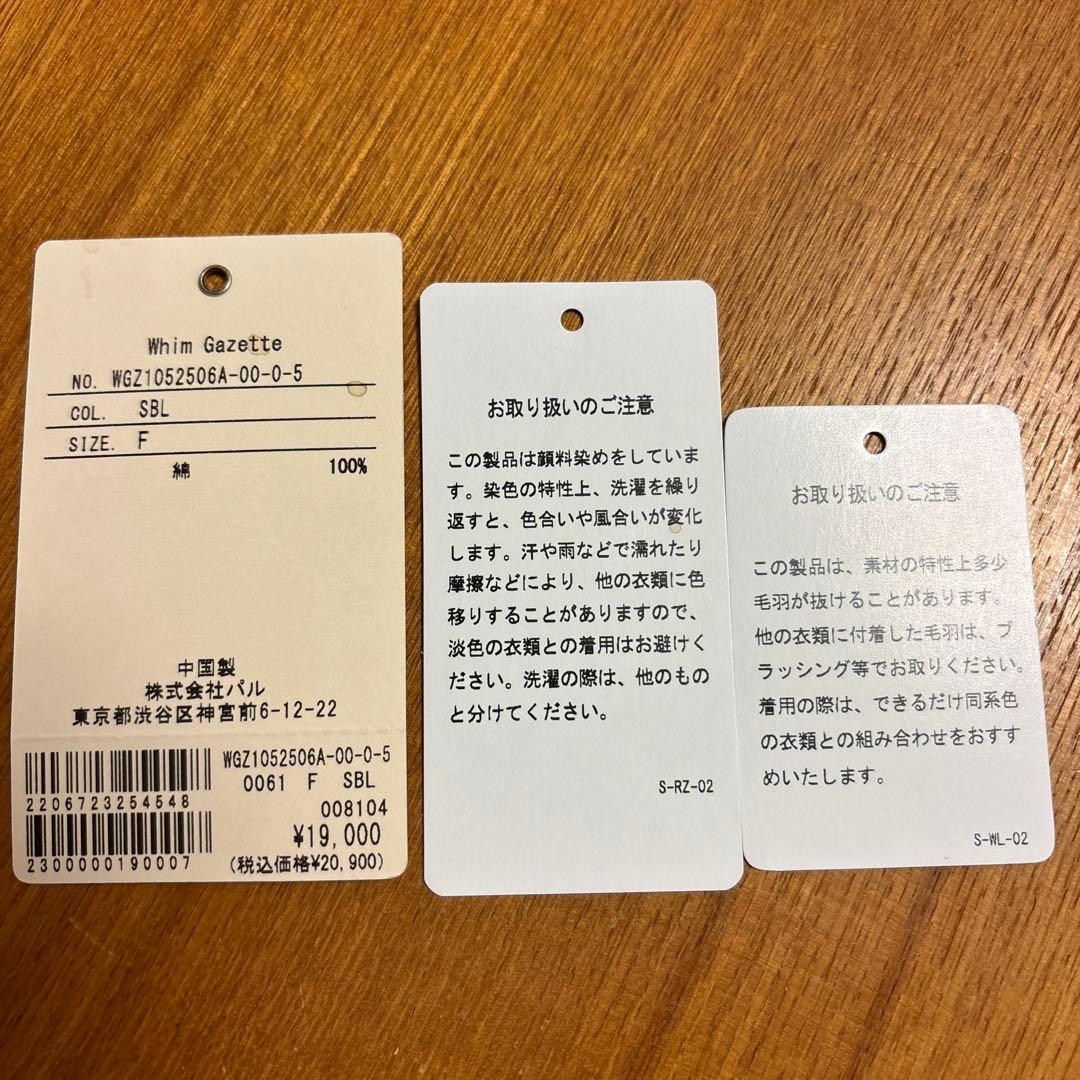 Whim Gazette
NO. WGZ1052506A-00-0-5
COL. SBL
SIZE. F
綿 100%
中国製
株式会社パル
東京都渋谷区神宮前6-12-22
WGZ1052506A-00-0-5
0061 F SBL
2206723254548
008104
¥19,000
2300000190007
(税込価格¥20,900)
お取り扱いのご注意
この製品は顔料染めをしていま
す。染色の特性上、洗濯を繰り
返すと、色合いや風合いが変化
します。汗や雨などで濡れたり
摩擦などにより、他の衣類に色
移りすることがありますので、
淡色の衣類との着用はお避けく
ださい。洗濯の際は、他のもの
と分けてください。
S-RZ-02
お取り扱いのご注意
この製品は、素材の特性上多少
毛羽が抜けることがあります。
他の衣類に付着した毛羽は、ブ
ラッシング等でお取りください。
着用の際は、できるだけ同系色
の衣類との組み合わせをおすす
めいたします。
S-WL-02